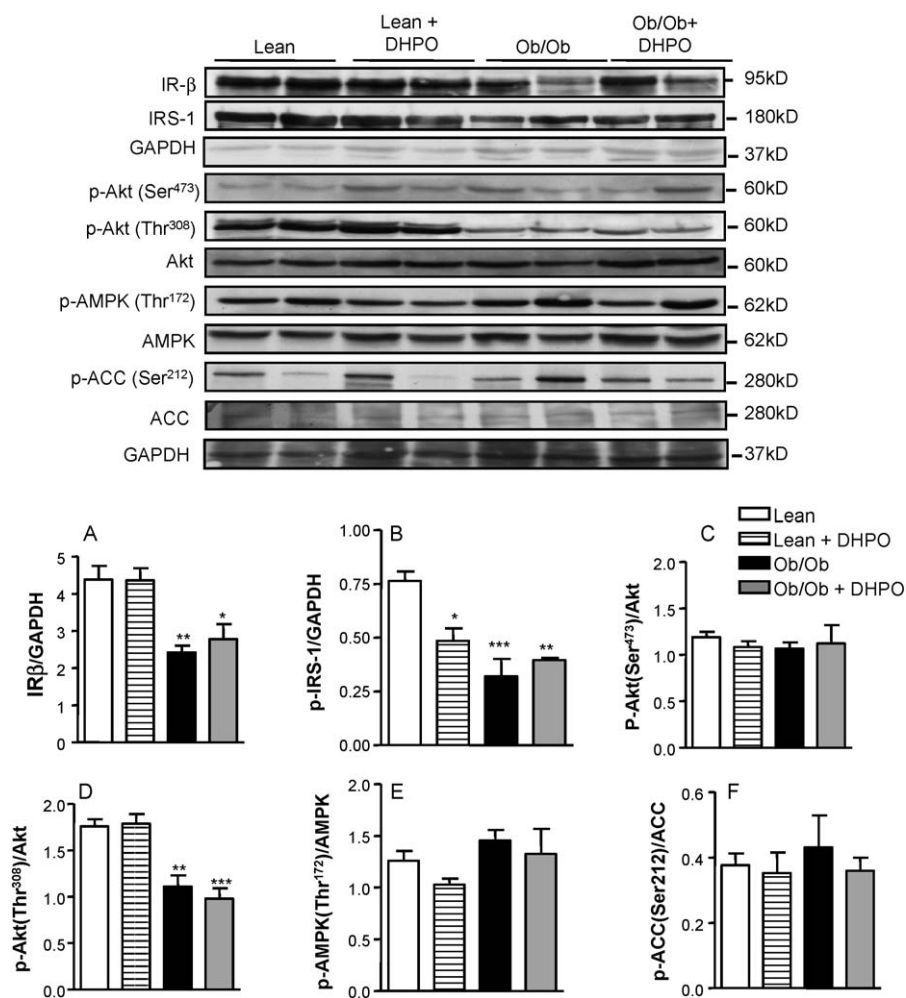 Lean
Lean +
DHPO
Ob/Ob
Ob/Ob+
DHPO
IR-β
95kD
IRS-1
180kD
GAPDH
37kD
p-Akt (Ser⁴⁷³)
60kD
p-Akt (Thr³⁰⁸)
60kD
Akt
60kD
p-AMPK (Thr¹⁷²)
62kD
AMPK
62kD
p-ACC (Ser²¹²)
280kD
ACC
280kD
GAPDH
37kD
Lean
Lean + DHPO
Ob/Ob
Ob/Ob + DHPO
A
IRβ/GAPDH
5
4
3
2
1
0
**
*
B
p-IRS-1/GAPDH
1.00
0.75
0.50
0.25
0.00
*
***
**
C
P-Akt(Ser⁴⁷³)/Akt
2.0
1.5
1.0
0.5
0.0
D
p-Akt(Thr³⁰⁸)/Akt
2.0
1.5
1.0
0.5
0.0
**
***
E
p-AMPK(Thr¹⁷²)/AMPK
2.0
1.5
1.0
0.5
0.0
F
p-ACC(Ser212)/ACC
0.6
0.4
0.2
0.0